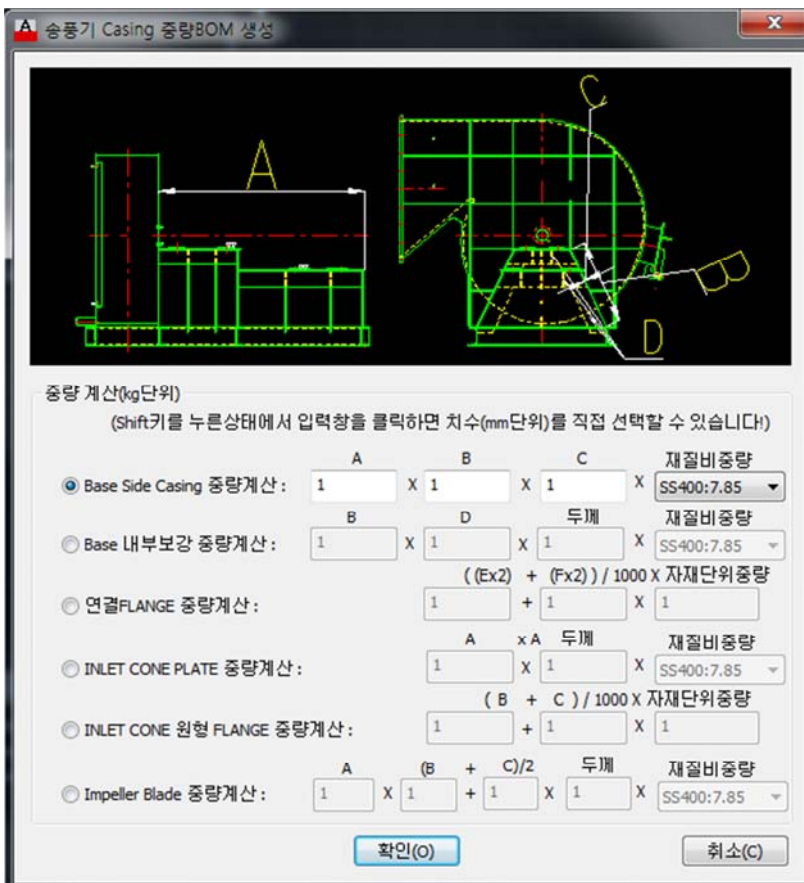 송풍기 Casing 중량BOM 생성
A
C
B
D
중량 계산(kg단위)
(Shift키를 누른상태에서 입력창을 클릭하면 치수(mm단위)를 직접 선택할 수 있습니다!)
A B C 재질비중량
Base Side Casing 중량계산 : 1 X 1 X 1 X SS400:7.85
B D 두께 재질비중량
Base 내부보강 중량계산 : 1 X 1 X 1 X SS400:7.85
( (Ex2) + (Fx2) ) / 1000 X 자재단위중량
연결FLANGE 중량계산 : 1 + 1 X 1
A x A 두께 재질비중량
INLET CONE PLATE 중량계산 : 1 X 1 X SS400:7.85
( B + C ) / 1000 X 자재단위중량
INLET CONE 원형 FLANGE 중량계산 : 1 + 1 X 1
A (B + C)/2 두께 재질비중량
Impeller Blade 중량계산 : 1 X 1 + 1 X 1 X SS400:7.85
확인(O) 취소(C)